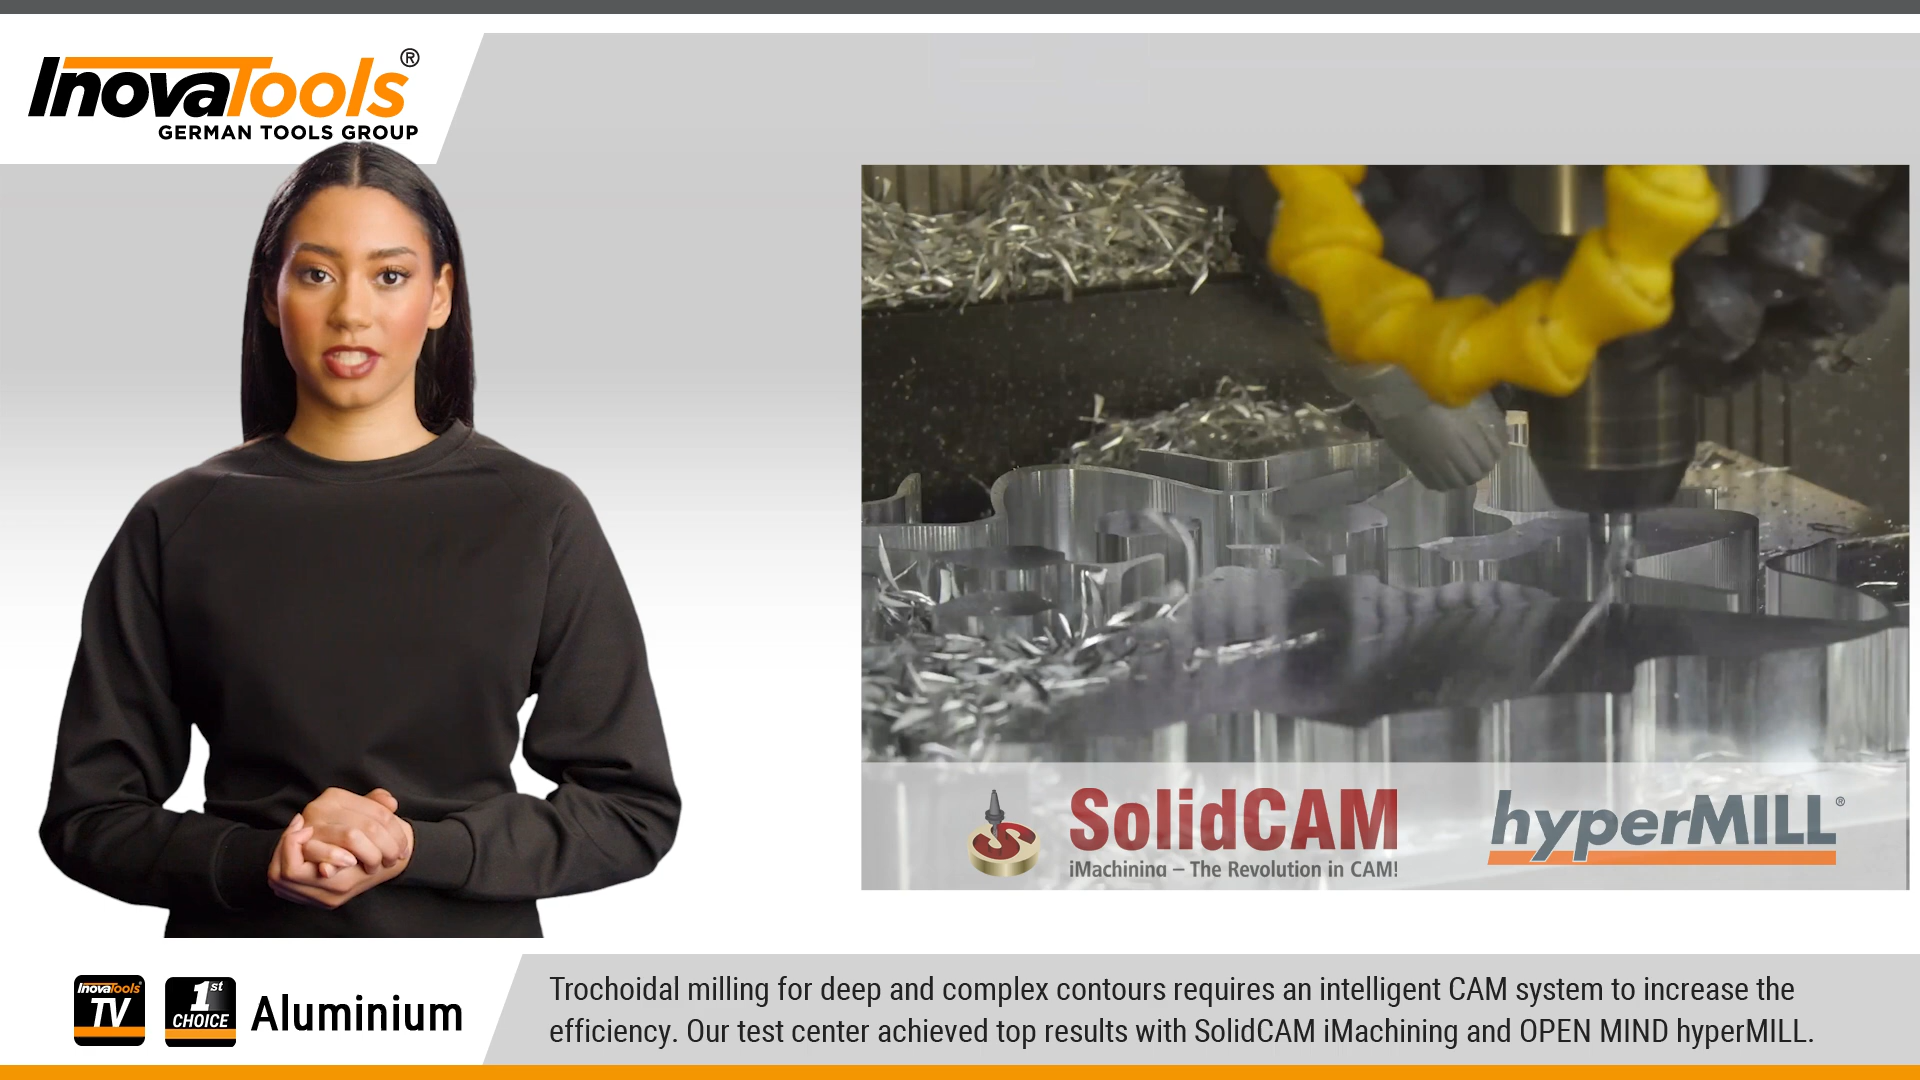 InovaTools®
GERMAN TOOLS GROUP
SolidCAM
iMachining – The Revolution in CAM!
hyperMILL®
InovaTools®
TV
1st
CHOICE
Aluminium
Trochoidal milling for deep and complex contours requires an intelligent CAM system to increase the
efficiency. Our test center achieved top results with SolidCAM iMachining and OPEN MIND hyperMILL.